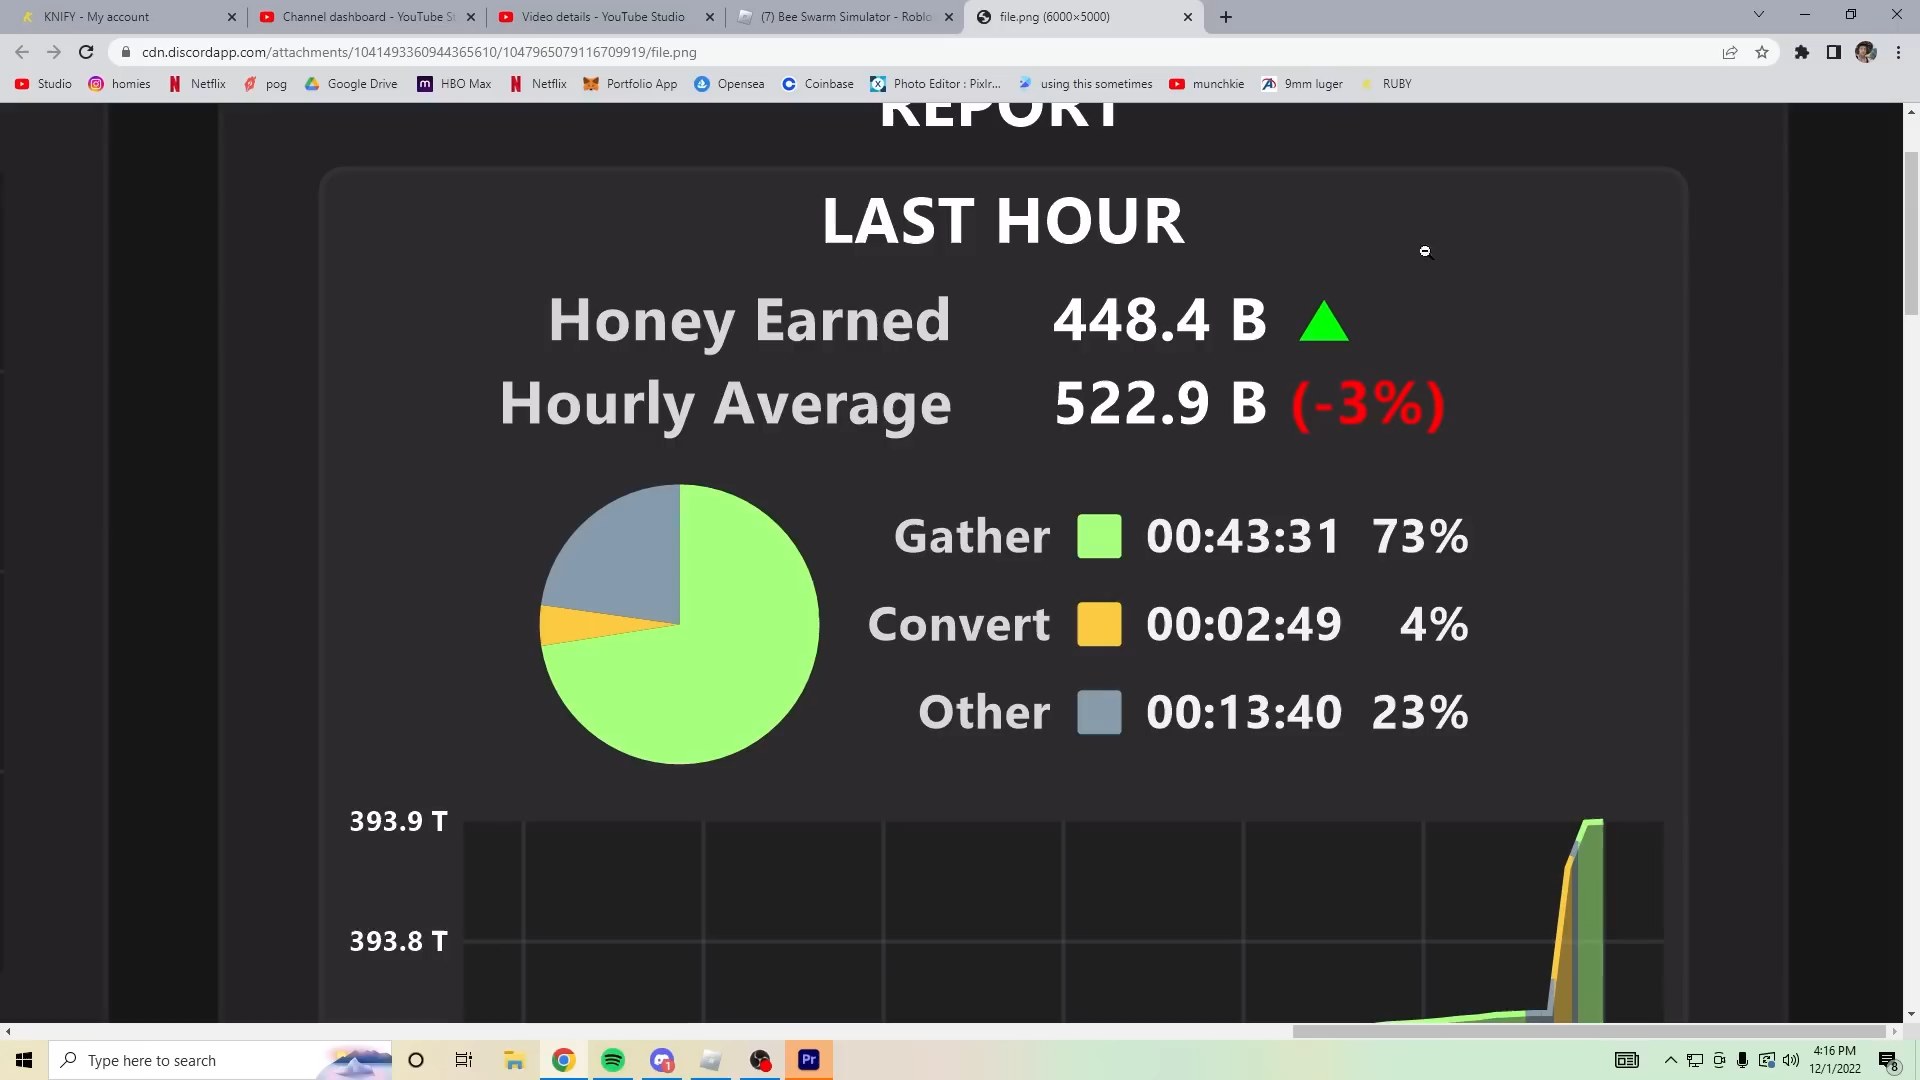 KNIFY - My account
Channel dashboard - YouTube St
Video details - YouTube Studio
(7) Bee Swarm Simulator - Roblo
file.png (6000×5000)
cdn.discordapp.com/attachments/1041493360944365610/1047965079116709919/file.png
Studio
homies
Netflix
pog
Google Drive
HBO Max
Netflix
Portfolio App
Opensea
Coinbase
Photo Editor : Pixlr...
using this sometimes
munchkie
9mm luger
RUBY
REPORT
LAST HOUR
Honey Earned 448.4 B
Hourly Average 522.9 B (-3%)
Gather 00:43:31 73%
Convert 00:02:49 4%
Other 00:13:40 23%
393.9 T
393.8 T
Type here to search
Pr
4:16 PM
12/1/2022
8